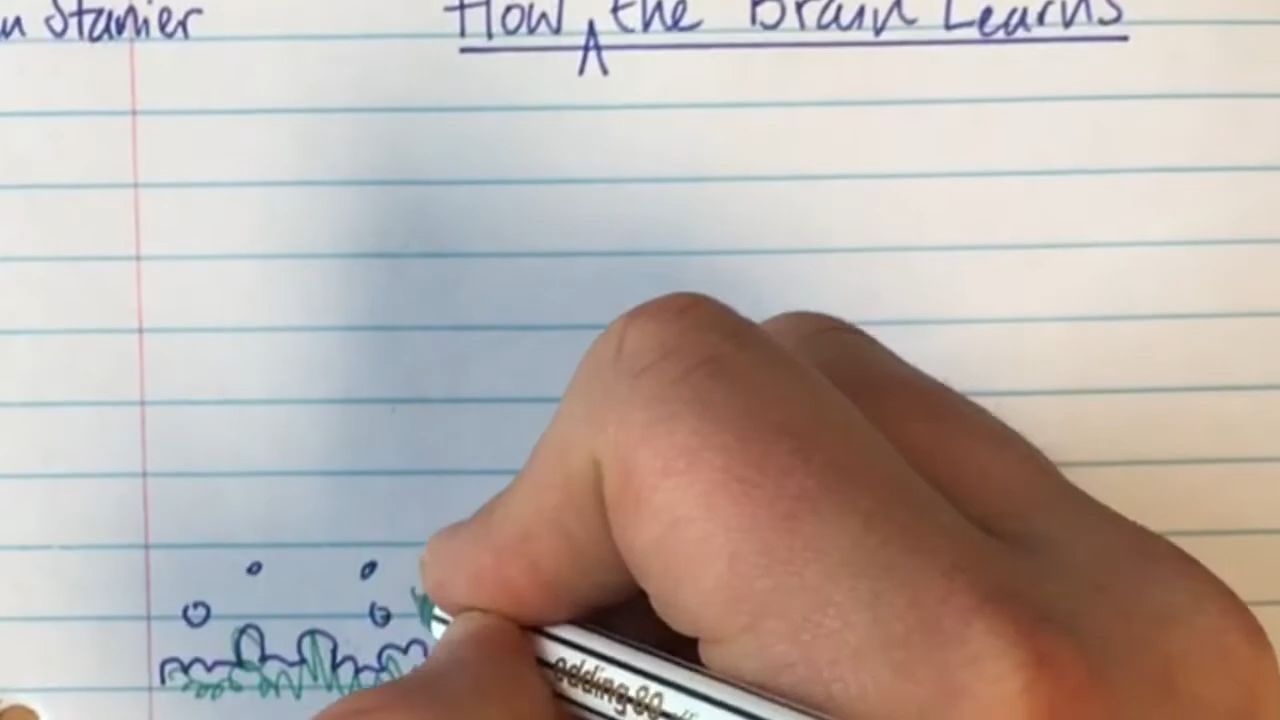 Stanier
How the Brain Learns
edding 89